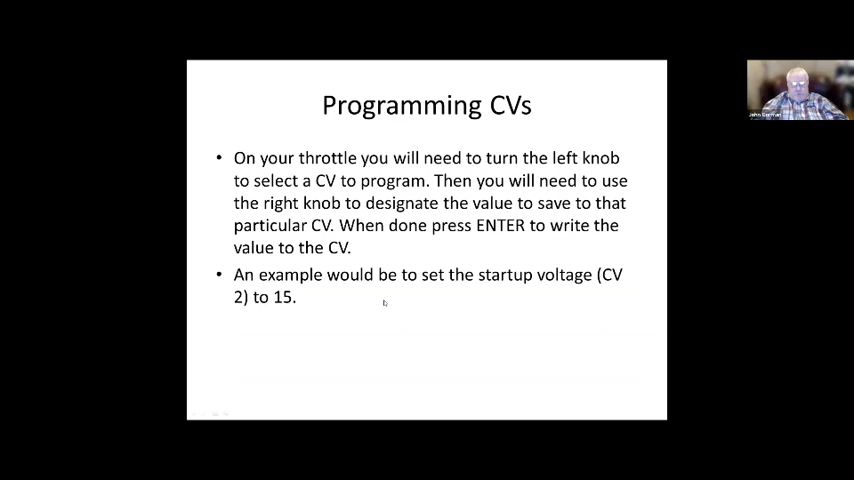 Programming CVs
• On your throttle you will need to turn the left knob
to select a CV to program. Then you will need to use
the right knob to designate the value to save to that
particular CV. When done press ENTER to write the
value to the CV.
• An example would be to set the startup voltage (CV
2) to 15.